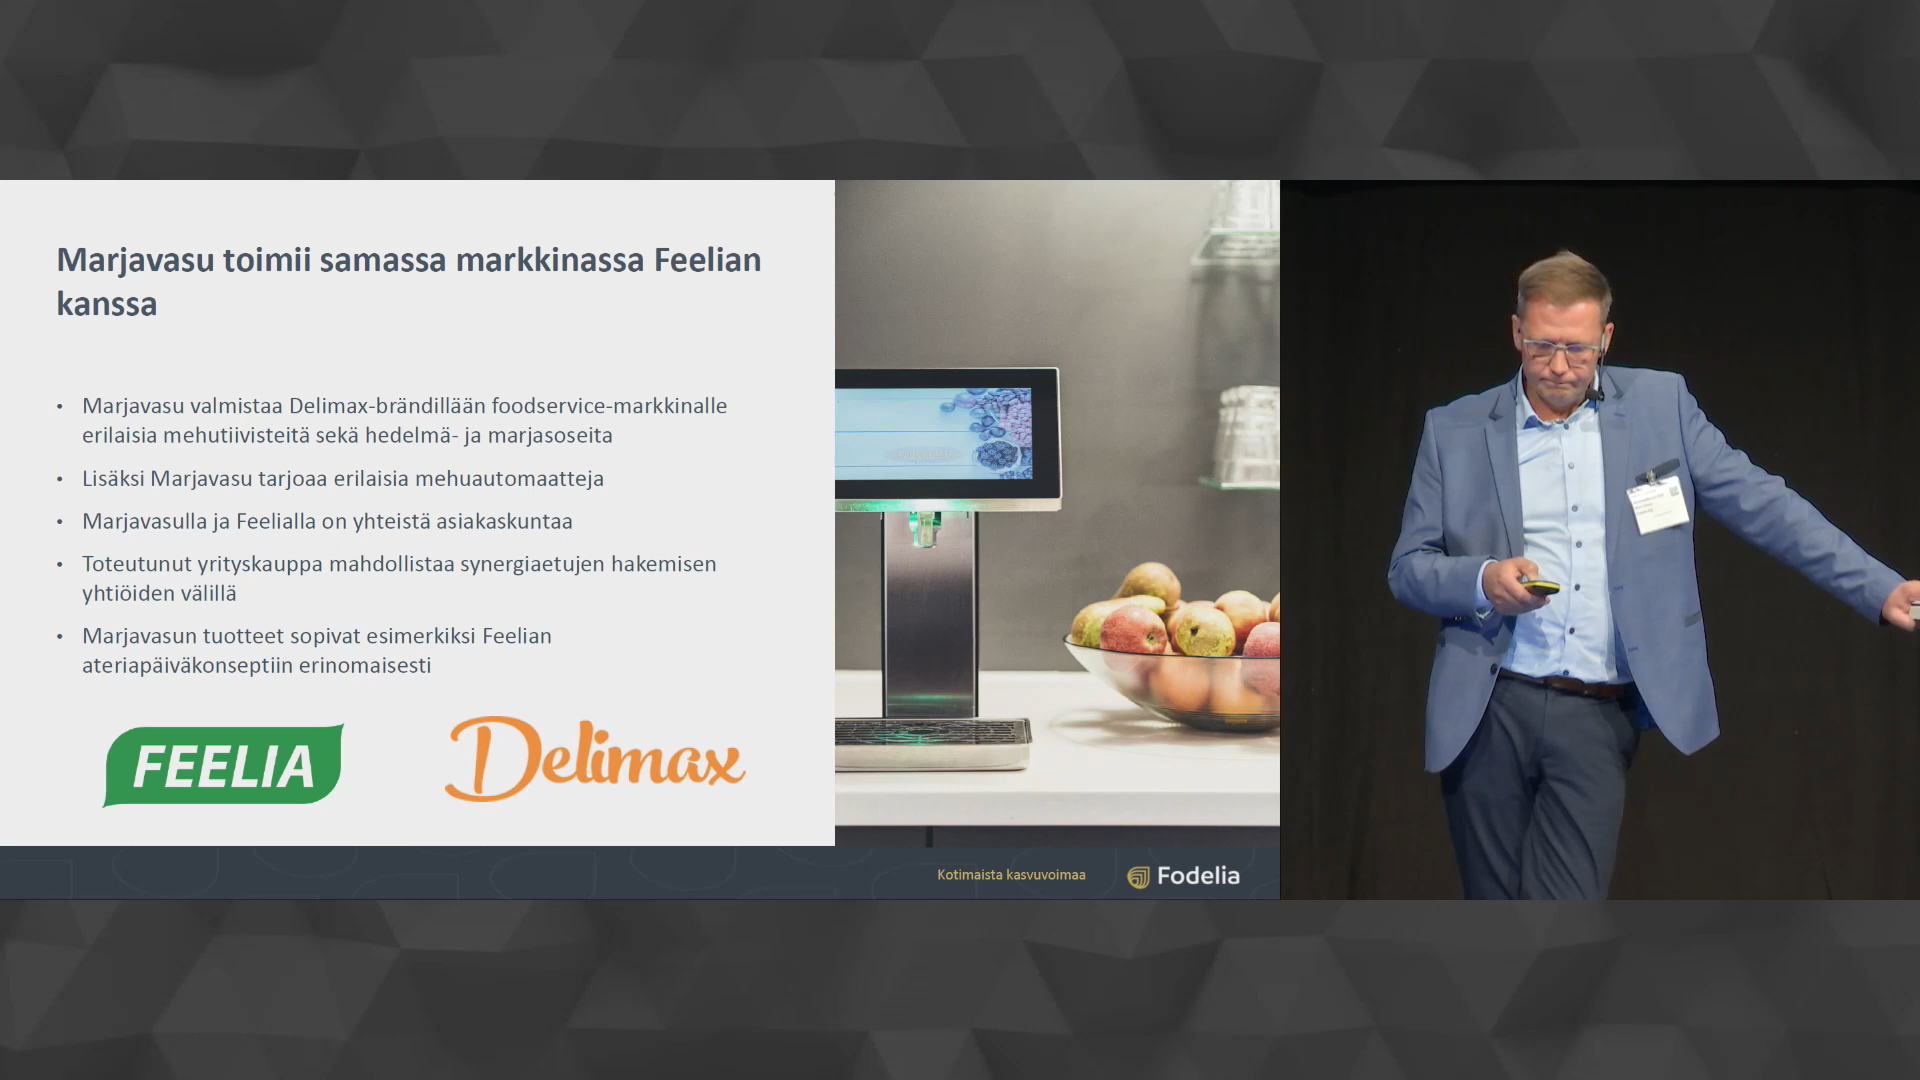 Marjavasu toimii samassa markkinassa Feelian
kanssa
• Marjavasu valmistaa Delimax-brändillään foodservice-markkinalle
erilaisia mehutiivisteitä sekä hedelmä- ja marjasoseita
• Lisäksi Marjavasu tarjoaa erilaisia mehuautomaatteja
• Marjavasulla ja Feelialla on yhteistä asiakaskuntaa
• Toteutunut yrityskauppa mahdollistaa synergiaetujen hakemisen
yhtiöiden välillä
• Marjavasun tuotteet sopivat esimerkiksi Feelian
ateriapäiväkonseptiin erinomaisesti
FEELIA
Delimax
Kotimaista kasvuvoimaa
Fodelia